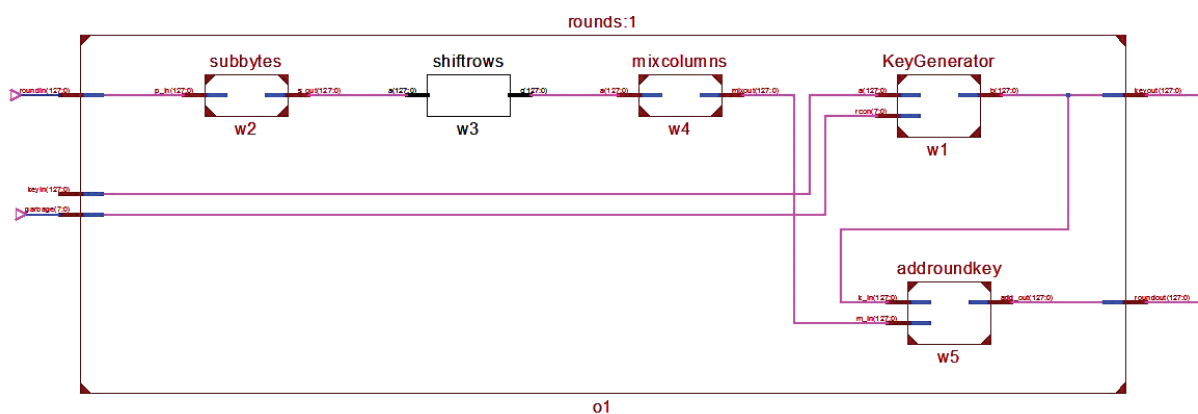 rounds:1
subbytes
shiftrows
mixcolumns
KeyGenerator
roundin(127:0)
p_in(127:0)
s_out(127:0)
a(127:0)
q(127:0)
a(127:0)
mixout(127:0)
a(127:0)
b(127:0)
keyout(127:0)
rcon(7:0)
w2
w3
w4
w1
keyin(127:0)
garbage(7:0)
addroundkey
k_in(127:0)
add_out(127:0)
roundout(127:0)
m_in(127:0)
w5
o1